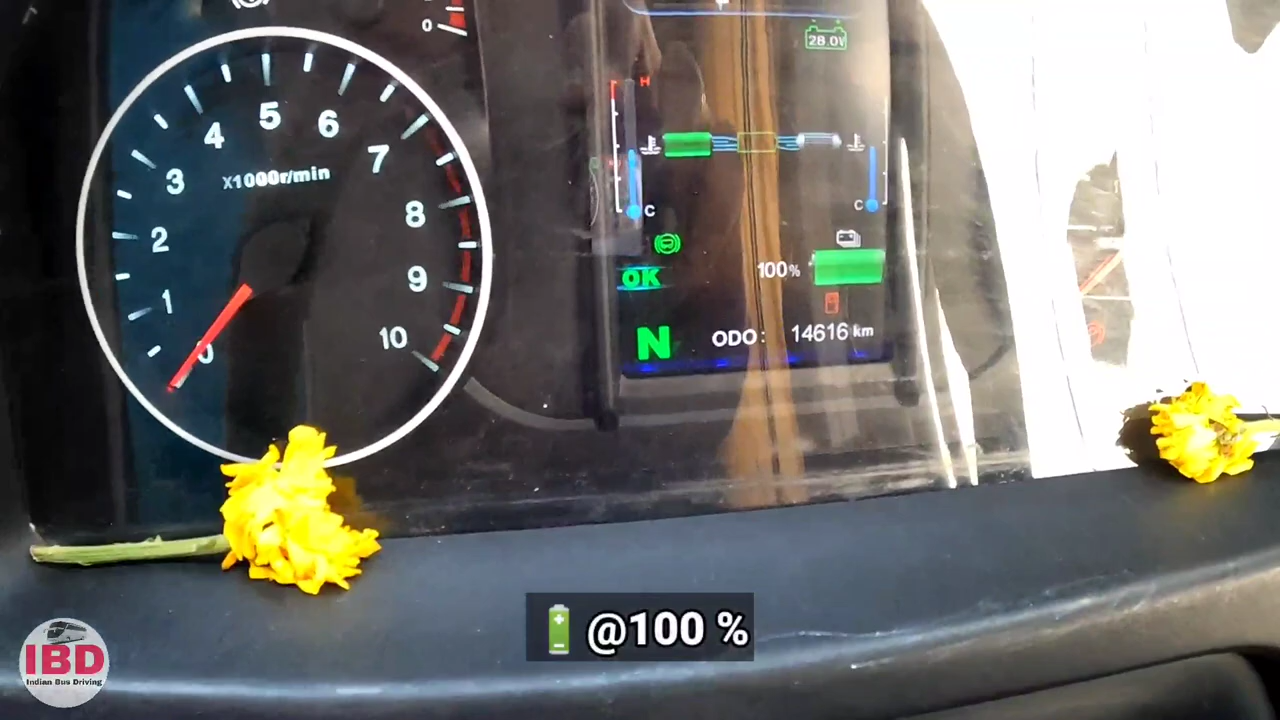 0
28.0V
5
4
6
3
X1000r/min
7
2
8
1
9
0
10
H
C
C
100%
OK
N
ODO: 14616 km
@100 %
IBD
Indian Bus Driving